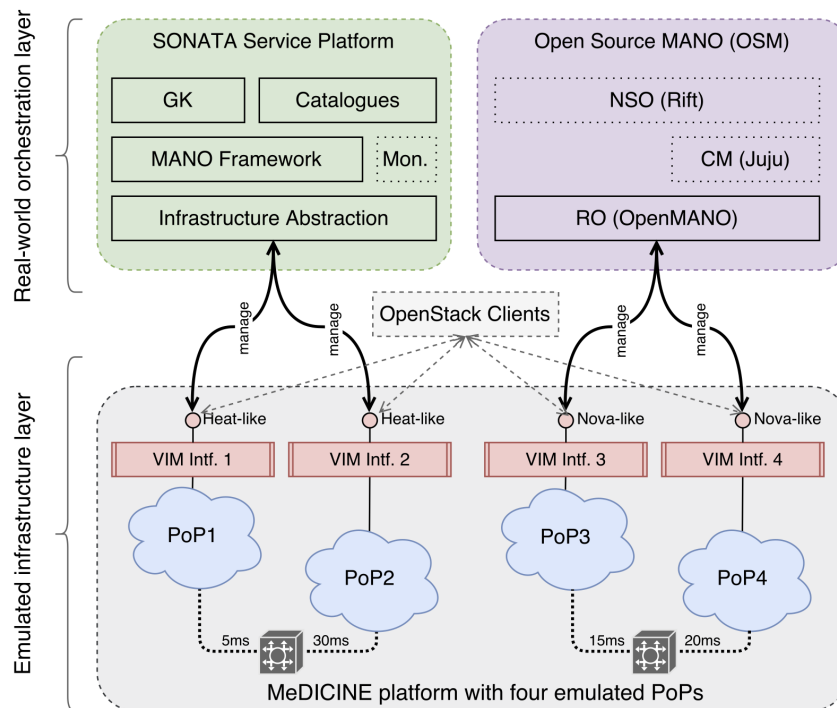 Real-world orchestration layer
SONATA Service Platform
GK
Catalogues
MANO Framework
Mon.
Infrastructure Abstraction
Open Source MANO (OSM)
NSO (Rift)
CM (Juju)
RO (OpenMANO)
manage
manage
OpenStack Clients
manage
manage
Emulated infrastructure layer
Heat-like
Heat-like
Nova-like
Nova-like
VIM Intf. 1
VIM Intf. 2
VIM Intf. 3
VIM Intf. 4
PoP1
PoP2
PoP3
PoP4
5ms
30ms
15ms
20ms
MeDICINE platform with four emulated PoPs